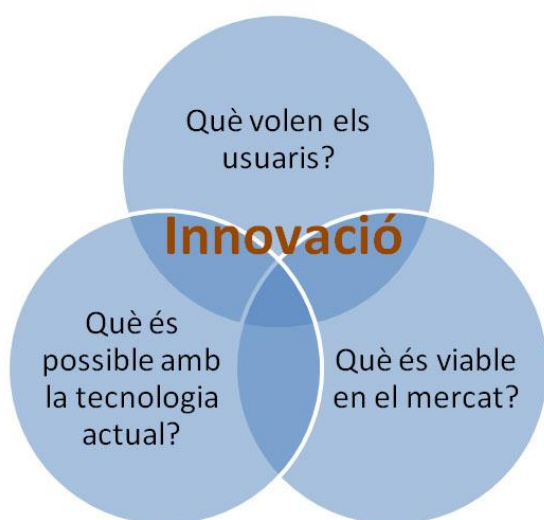 Què volen els
usuaris?
Innovació
Què és
possible amb
la tecnologia
actual?
Què és viable
en el mercat?